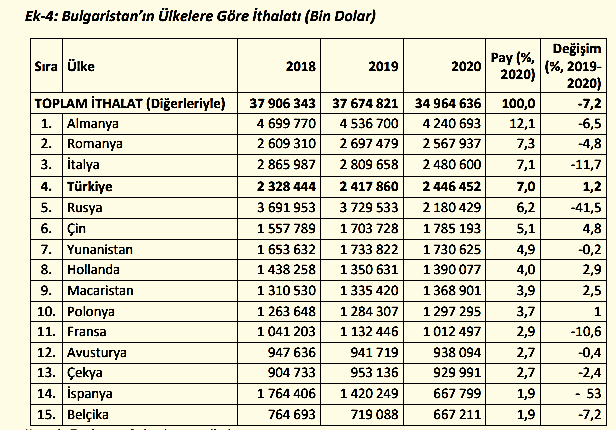 Ek-4: Bulgaristan’ın Ülkelere Göre İthalatı (Bin Dolar)
Sıra Ülke 2018 2019 2020 Pay (%, 2020) Değişim (%, 2019-2020)
TOPLAM İTHALAT (Diğerleriyle) 37 906 343 37 674 821 34 964 636 100,0 -7,2
1. Almanya 4 699 770 4 536 700 4 240 693 12,1 -6,5
2. Romanya 2 609 310 2 697 479 2 567 937 7,3 -4,8
3. İtalya 2 865 987 2 809 658 2 480 600 7,1 -11,7
4. Türkiye 2 328 444 2 417 860 2 446 452 7,0 1,2
5. Rusya 3 691 953 3 729 533 2 180 429 6,2 -41,5
6. Çin 1 557 789 1 703 728 1 785 193 5,1 4,8
7. Yunanistan 1 653 632 1 733 822 1 730 625 4,9 -0,2
8. Hollanda 1 438 258 1 350 631 1 390 077 4,0 2,9
9. Macaristan 1 310 530 1 335 420 1 368 901 3,9 2,5
10. Polonya 1 263 648 1 284 307 1 297 295 3,7 1
11. Fransa 1 041 203 1 132 446 1 012 497 2,9 -10,6
12. Avusturya 947 636 941 719 938 094 2,7 -0,4
13. Çekya 904 733 953 136 929 991 2,7 -2,4
14. İspanya 1 764 406 1 420 249 667 799 1,9 - 53
15. Belçika 764 693 719 088 667 211 1,9 -7,2